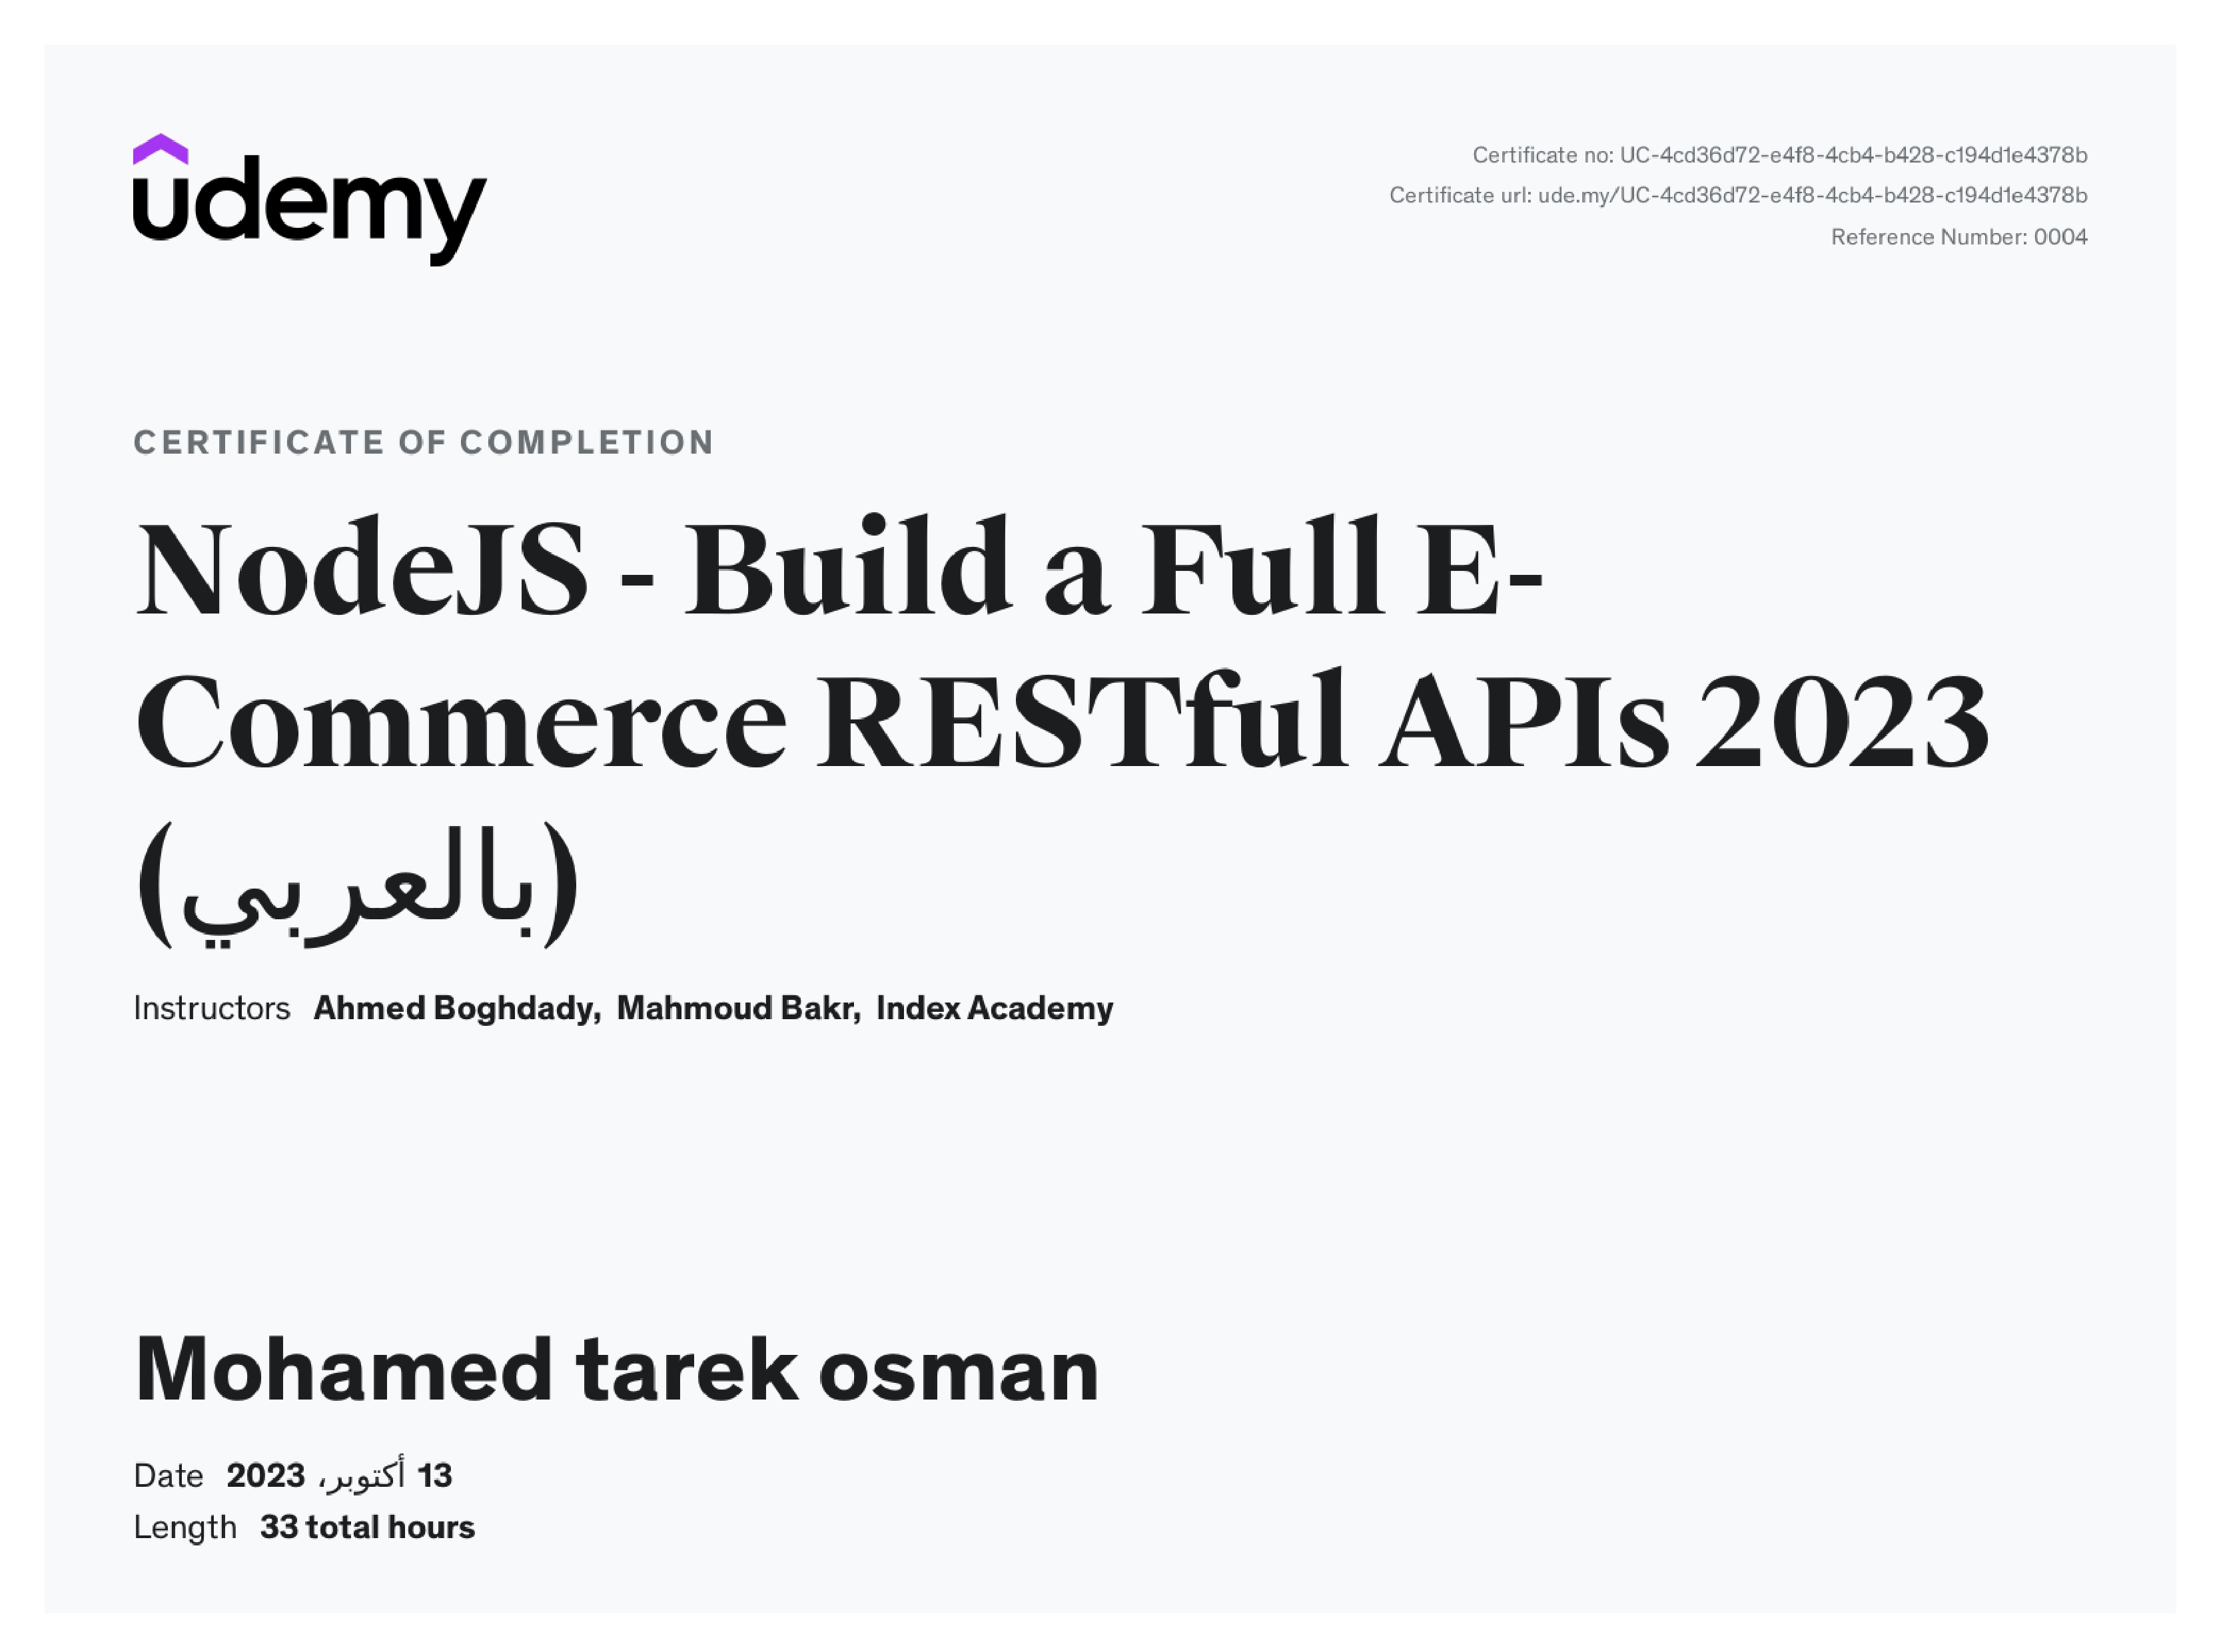 udemy
Certificate no: UC-4cd36d72-e4f8-4cb4-b428-c194d1e4378b
Certificate url: ude.my/UC-4cd36d72-e4f8-4cb4-b428-c194d1e4378b
Reference Number: 0004
CERTIFICATE OF COMPLETION
NodeJS - Build a Full E-
Commerce RESTful APIs 2023
(بالعربي)
Instructors Ahmed Boghdady, Mahmoud Bakr, Index Academy
Mohamed tarek osman
Date 13 أكتوبر، 2023
Length 33 total hours